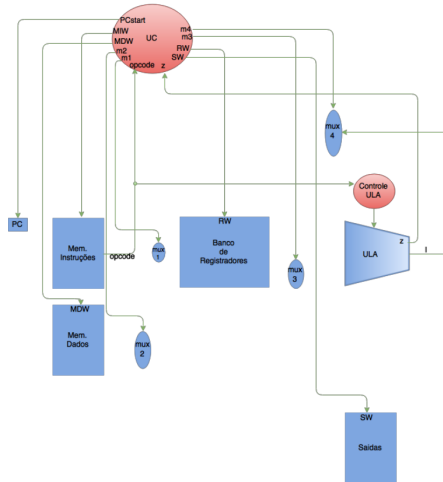 PCstart
MIW
MDW
m2
m1
opcode
z
UC
m4
m3
RW
SW
mux
4
Controle
ULA
PC
Mem.
Instruções
opcode
mux
1
RW
Banco
de
Registradores
mux
3
z
ULA
I
MDW
Mem.
Dados
mux
2
SW
Saídas